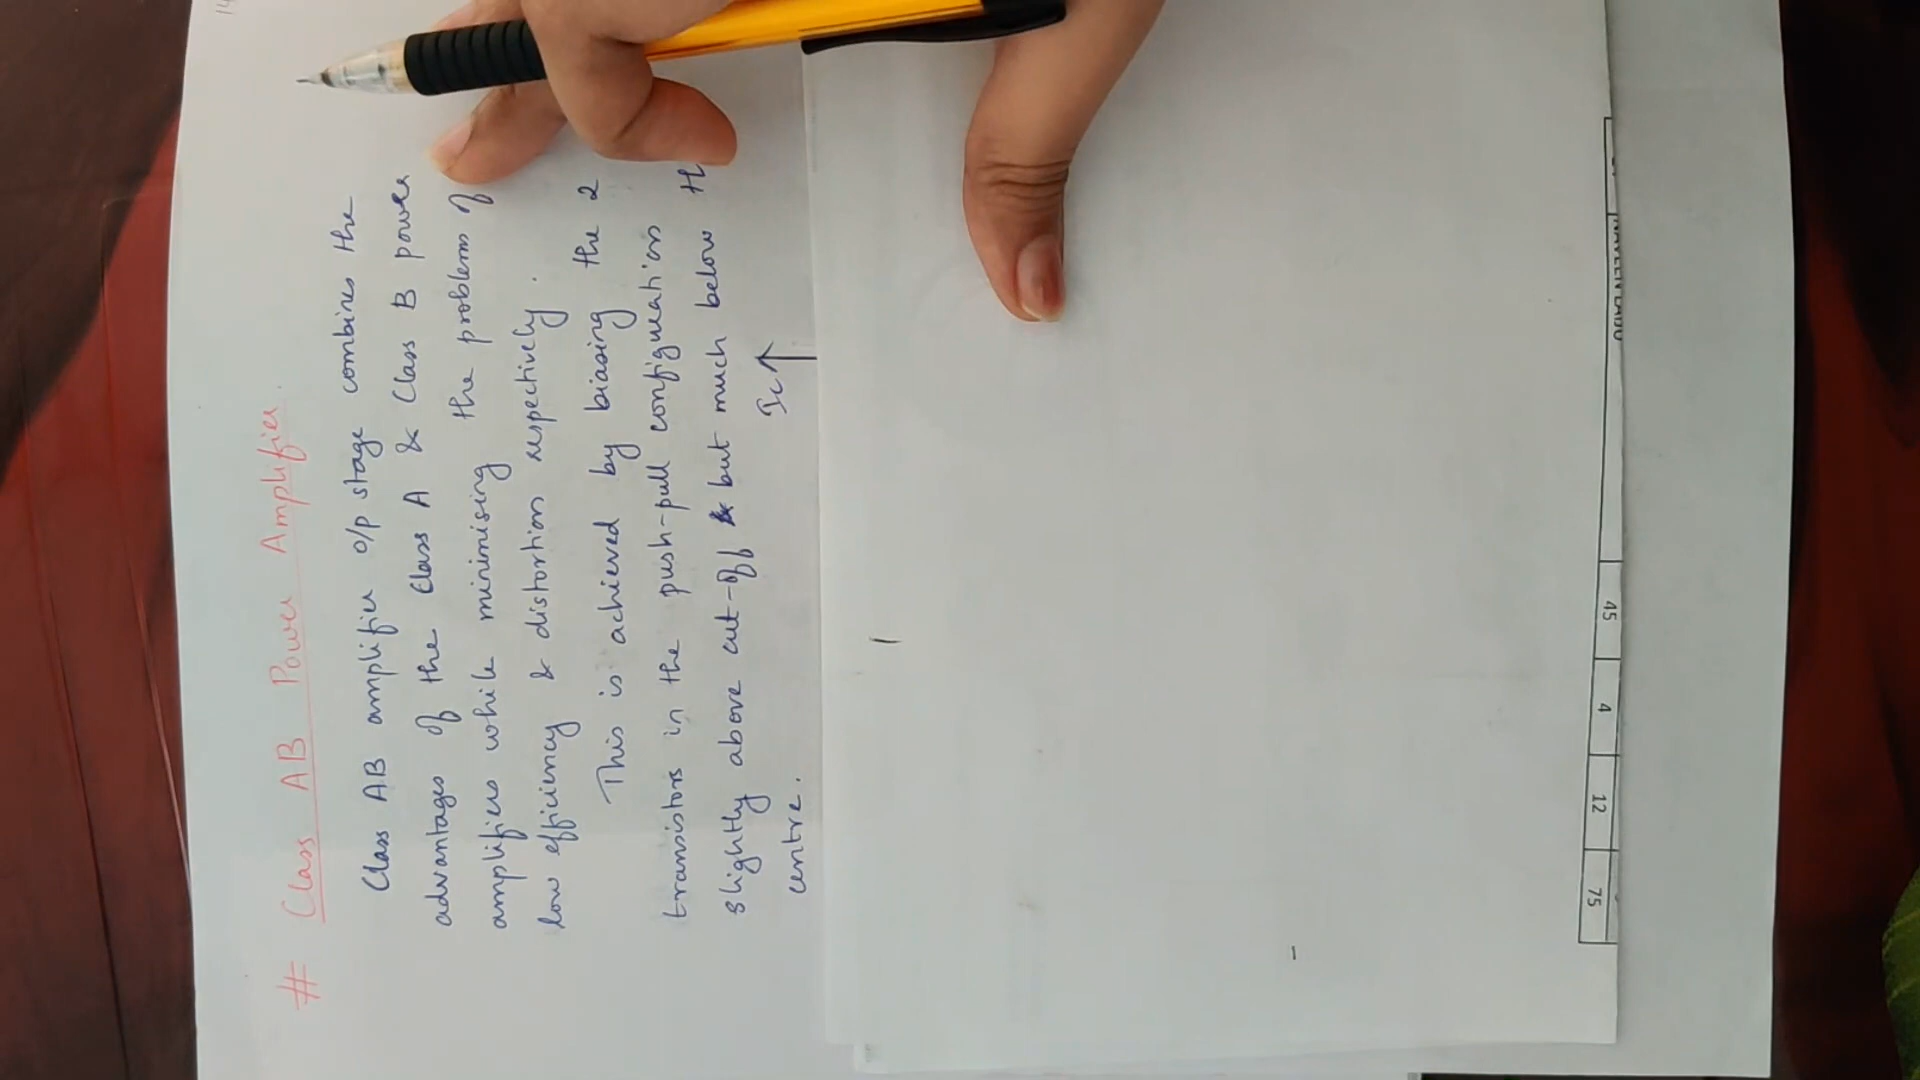 # Class AB Power Amplifier.
Class AB amplifier o/p stage combines the
advantages of the Class A & Class B power
amplifiers while minimising the problems of
low efficiency & distortion respectively.
This is achieved by biasing the 2
transistors in the push-pull configuration
slightly above cut-off but much below
centre.
Ic
45 4 12 75